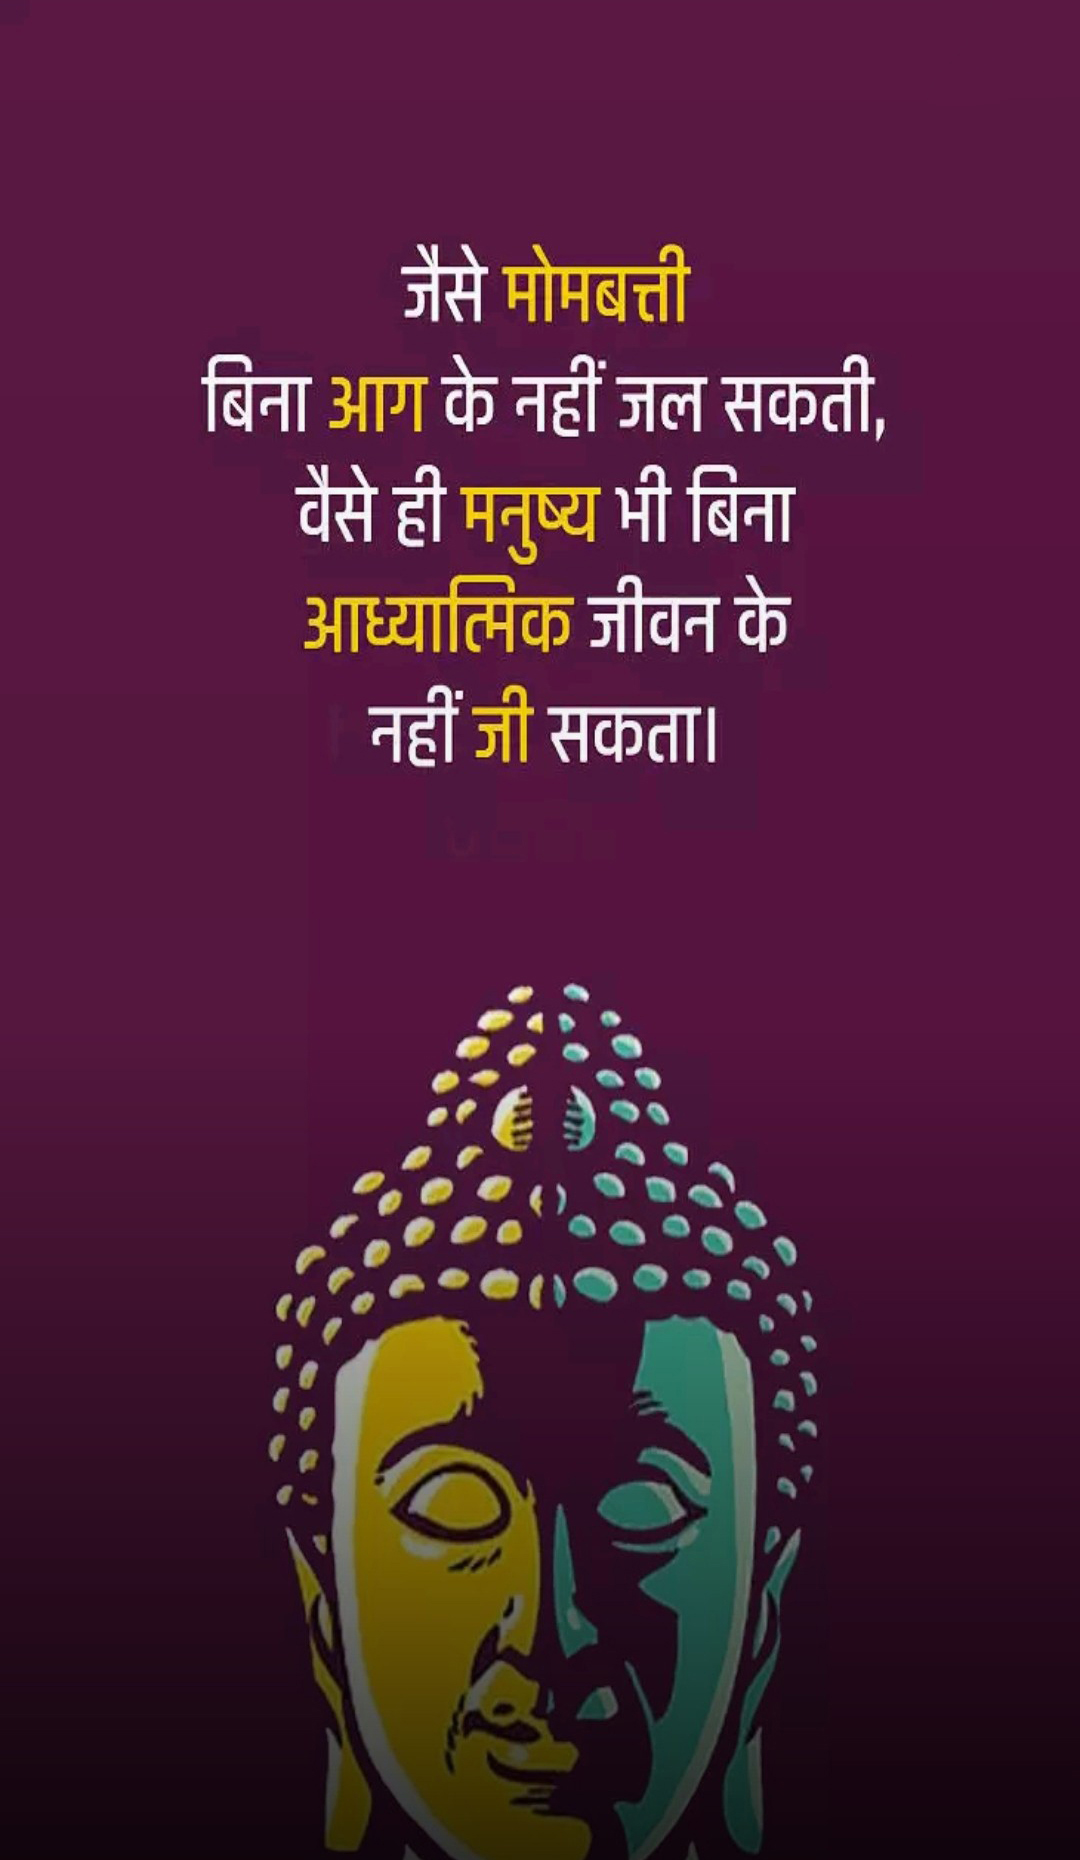 जैसे मोमबत्ती
बिना आग के नहीं जल सकती,
वैसे ही मनुष्य भी बिना
आध्यात्मिक जीवन के
नहीं जी सकता।